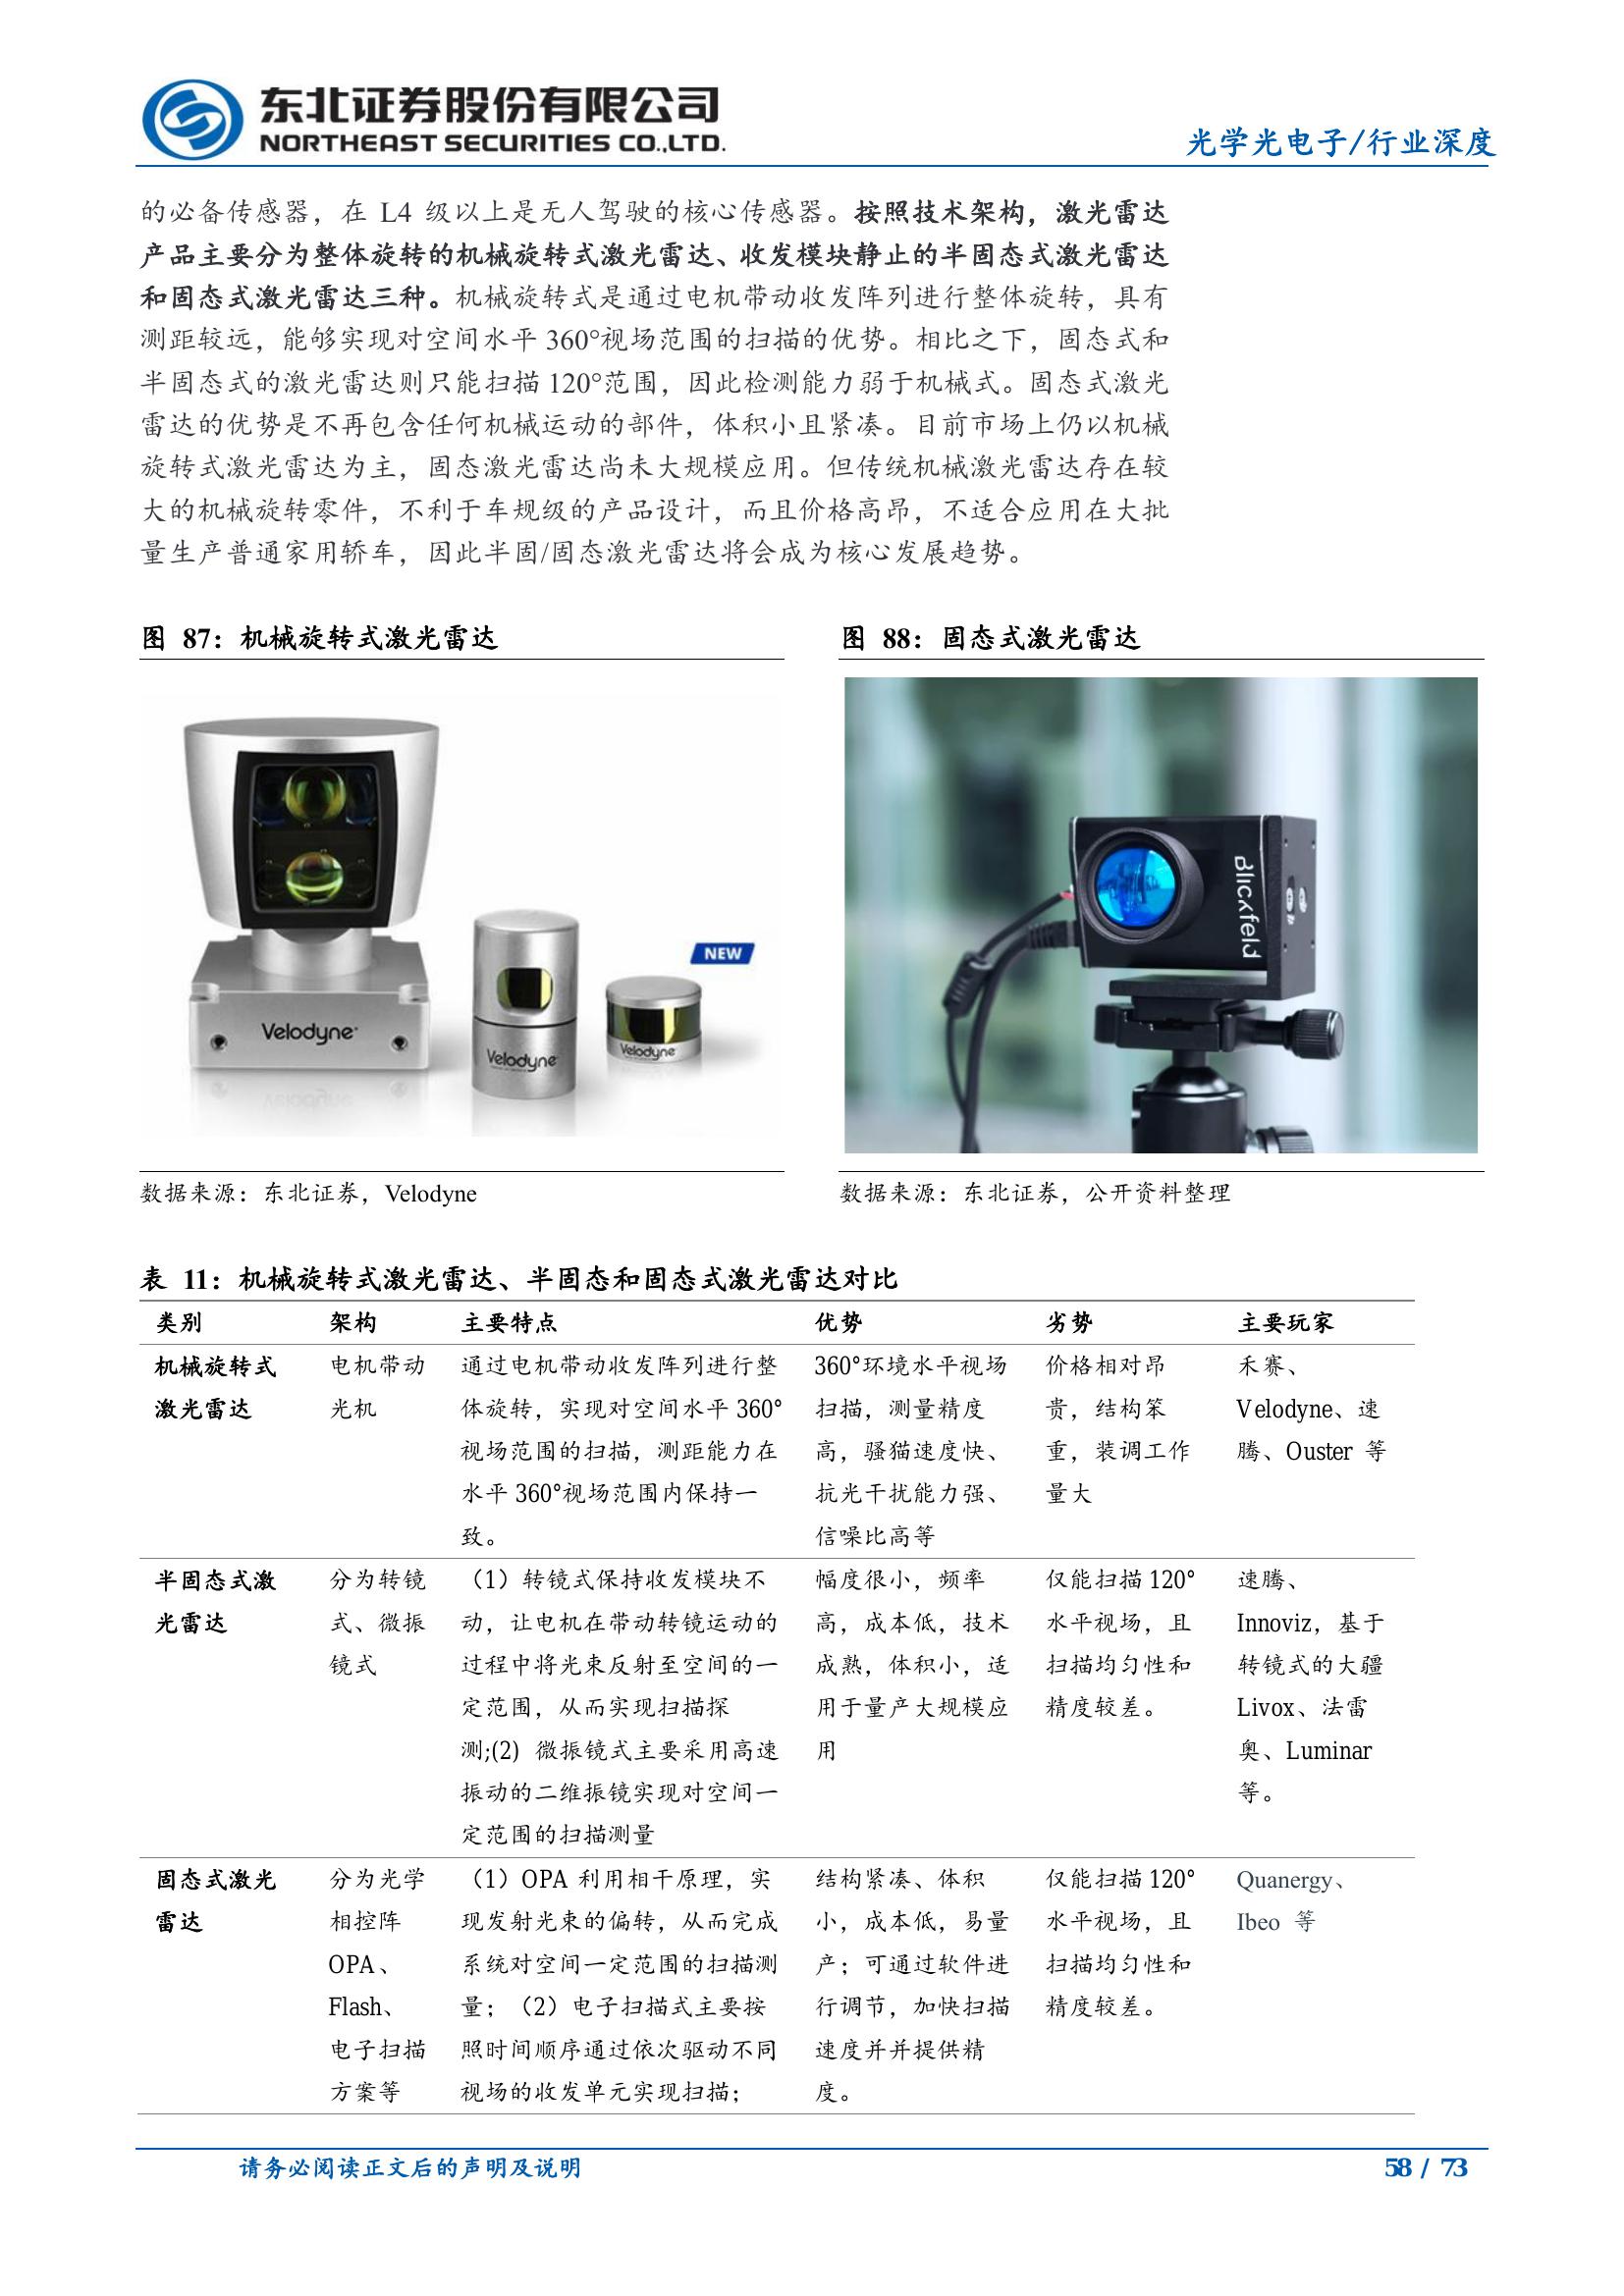 东北证券股份有限公司
NORTHEAST SECURITIES CO.,LTD.
光学光电子/行业深度
的必备传感器，在 L4 级以上是无人驾驶的核心传感器。按照技术架构，激光雷达
产品主要分为整体旋转的机械旋转式激光雷达、收发模块静止的半固态式激光雷达
和固态式激光雷达三种。机械旋转式是通过电机带动收发阵列进行整体旋转，具有
测距较远，能够实现对空间水平 360°视场范围的扫描的优势。相比之下，固态式和
半固态式的激光雷达则只能扫描 120°范围，因此检测能力弱于机械式。固态式激光
雷达的优势是不再包含任何机械运动的部件，体积小且紧凑。目前市场上仍以机械
旋转式激光雷达为主，固态激光雷达尚未大规模应用。但传统机械激光雷达存在较
大的机械旋转零件，不利于车规级的产品设计，而且价格高昂，不适合应用在大批
量生产普通家用轿车，因此半固/固态激光雷达将会成为核心发展趋势。
图 87：机械旋转式激光雷达
Velodyne
Velodyne
NEW
Velodyne
数据来源：东北证券，Velodyne
图 88：固态式激光雷达
Blickfeld
数据来源：东北证券，公开资料整理
表 11：机械旋转式激光雷达、半固态和固态式激光雷达对比
类别 架构 主要特点 优势 劣势 主要玩家
机械旋转式 电机带动 通过电机带动收发阵列进行整 360°环境水平视场 价格相对昂 禾赛、
激光雷达 光机 体旋转，实现对空间水平 360° 扫描，测量精度 贵，结构笨 Velodyne、速
视场范围的扫描，测距能力在 高，骚猫速度快、 重，装调工作 腾、Ouster 等
水平 360°视场范围内保持一 抗光干扰能力强、 量大
致。 信噪比高等
半固态式激 分为转镜 （1）转镜式保持收发模块不 幅度很小，频率 仅能扫描 120° 速腾、
光雷达 式、微振 动，让电机在带动转镜运动的 高，成本低，技术 水平视场，且 Innoviz，基于
镜式 过程中将光束反射至空间的一 成熟，体积小，适 扫描均匀性和 转镜式的大疆
定范围，从而实现扫描探 用于量产大规模应 精度较差。 Livox、法雷
测;(2) 微振镜式主要采用高速 用 奥、Luminar
振动的二维振镜实现对空间一 等。
定范围的扫描测量
固态式激光 分为光学 （1）OPA 利用相干原理，实 结构紧凑、体积 仅能扫描 120° Quanergy、
雷达 相控阵 现发射光束的偏转，从而完成 小，成本低，易量 水平视场，且 Ibeo 等
OPA、 系统对空间一定范围的扫描测 产；可通过软件进 扫描均匀性和
Flash、 量；（2）电子扫描式主要按 行调节，加快扫描 精度较差。
电子扫描 照时间顺序通过依次驱动不同 速度并并提供精
方案等 视场的收发单元实现扫描； 度。
请务必阅读正文后的声明及说明
58 / 73